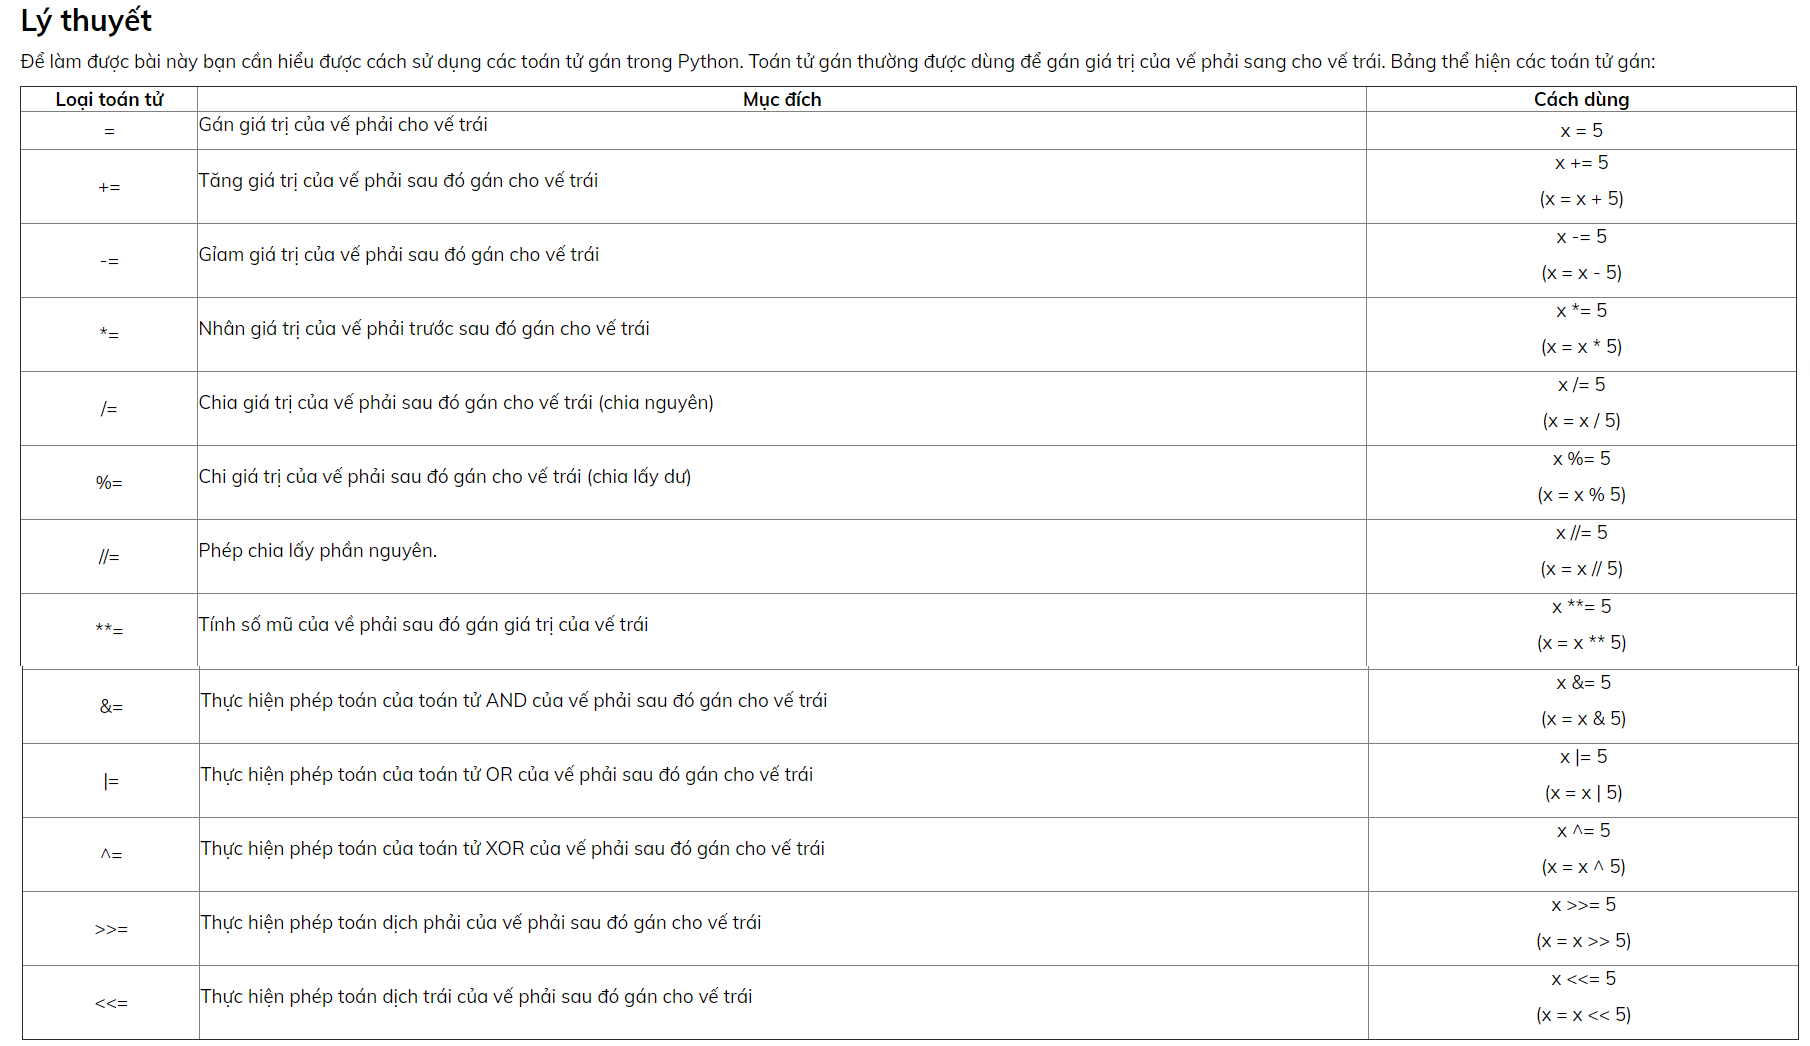 Lý thuyết
Để làm được bài này bạn cần hiểu được cách sử dụng các toán tử gán trong Python. Toán tử gán thường được dùng để gán giá trị của vế phải sang cho vế trái. Bảng thể hiện các toán tử gán:
Loại toán tử Mục đích Cách dùng
= Gán giá trị của vế phải cho vế trái x = 5
+= Tăng giá trị của vế phải sau đó gán cho vế trái x += 5
(x = x + 5)
-= Gỉam giá trị của vế phải sau đó gán cho vế trái x -= 5
(x = x - 5)
*= Nhân giá trị của vế phải trước sau đó gán cho vế trái x *= 5
(x = x * 5)
/= Chia giá trị của vế phải sau đó gán cho vế trái (chia nguyên) x /= 5
(x = x / 5)
%= Chi giá trị của vế phải sau đó gán cho vế trái (chia lấy dư) x %= 5
(x = x % 5)
//= Phép chia lấy phần nguyên. x //= 5
(x = x // 5)
**= Tính số mũ của về phải sau đó gán giá trị của vế trái x **= 5
(x = x ** 5)
&= Thực hiện phép toán của toán tử AND của vế phải sau đó gán cho vế trái x &= 5
(x = x & 5)
|= Thực hiện phép toán của toán tử OR của vế phải sau đó gán cho vế trái x |= 5
(x = x | 5)
^= Thực hiện phép toán của toán tử XOR của vế phải sau đó gán cho vế trái x ^= 5
(x = x ^ 5)
>>= Thực hiện phép toán dịch phải của vế phải sau đó gán cho vế trái x >>= 5
(x = x >> 5)
<<= Thực hiện phép toán dịch trái của vế phải sau đó gán cho vế trái x <<= 5
(x = x << 5)